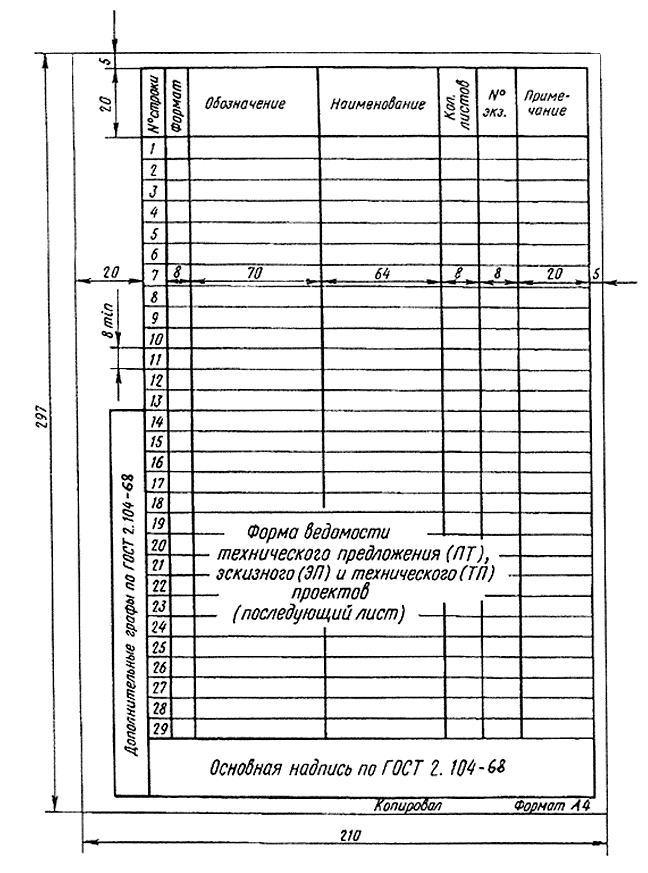 5
20
N° строки
Формат
Обозначение
Наименование
Кол.
листов
N°
экз.
Приме-
чание
1
2
3
4
5
6
20
7
8
70
64
8
8
20
5
8
9
8 min
10
11
12
13
297
14
15
16
17
18
19
20
21
22
23
24
25
26
27
28
29
Форма ведомости
технического предложения (ПТ),
эскизного (ЭП) и технического (ТП)
проектов
(последующий лист)
Дополнительные графы по ГОСТ 2.104-68
Основная надпись по ГОСТ 2. 104-68
Копировал
Формат А4
210